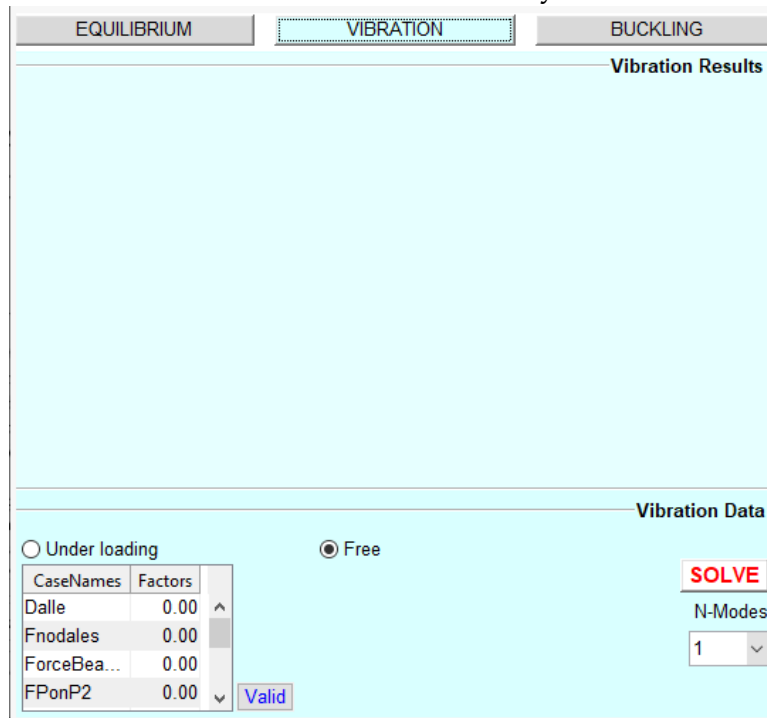 EQUILIBRIUM VIBRATION BUCKLING
Vibration Results
Vibration Data
Under loading Free
CaseNames Factors
Dalle 0.00
Fnodales 0.00
ForceBea... 0.00
FPonP2 0.00
Valid
SOLVE
N-Modes
1